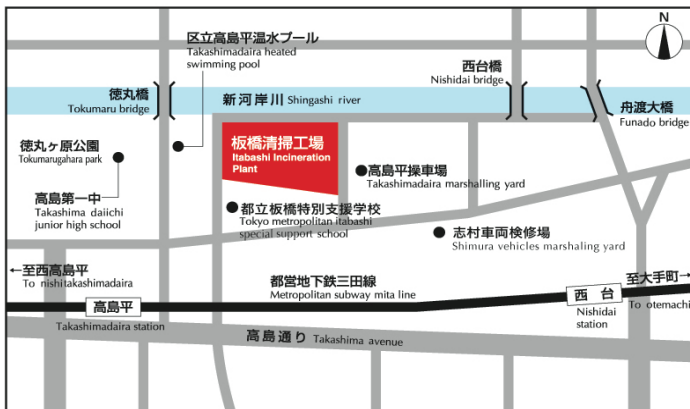 N
区立高島平温水プール
Takashimadaira heated
swimming pool
西台橋
Nishidai bridge
徳丸橋
Tokumaru bridge
新河岸川 Shingashi river
舟渡大橋
Funado bridge
板橋清掃工場
Itabashi Incineration
Plant
徳丸ヶ原公園
Tokumarugahara park
高島平操車場
Takashimadaira marshalling yard
高島第一中
Takashima daiichi
junior high school
都立板橋特別支援学校
Tokyo metropolitan itabashi
special support school
志村車両検修場
Shimura vehicles marshaling yard
←至西高島平
To nishitakashimadaira
都営地下鉄三田線
Metropolitan subway mita line
至大手町→
To otemachi
高島平
Takashimadaira station
西台
Nishidai
station
高島通り Takashima avenue